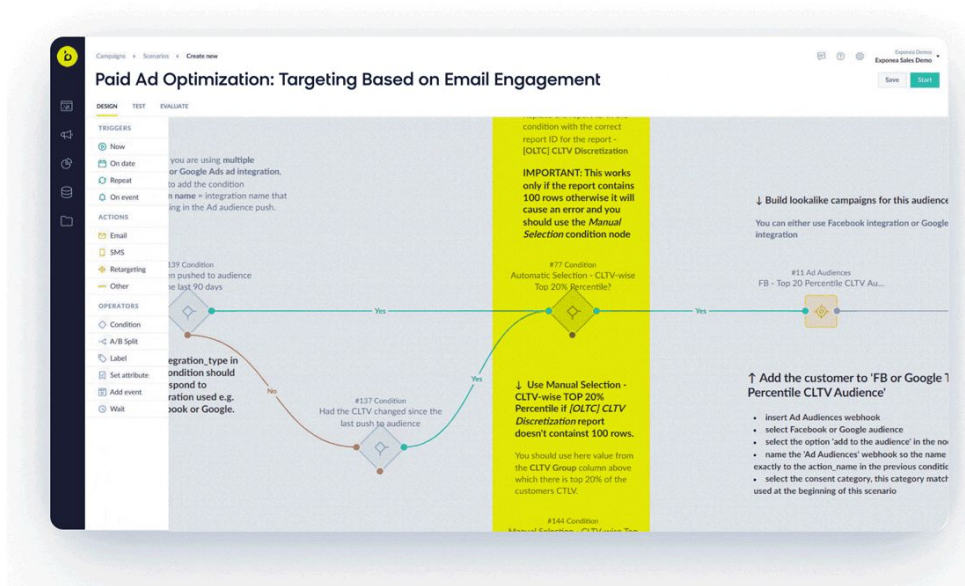 b
Campaigns
Scenarios
Create new
Exponea Demos
Exponea Sales Demo
Paid Ad Optimization: Targeting Based on Email Engagement
Save
Start
DESIGN
TEST
EVALUATE
TRIGGERS
Now
On date
Repeat
On event
ACTIONS
Email
SMS
Retargeting
Other
OPERATORS
Condition
A/B Split
Label
Set attribute
Add event
Wait
you are using multiple
or Google Ads ad integration.
to add the condition
n name = integration name that
ing in the Ad audience push.
139 Condition
en pushed to audience
he last 90 days
egration_type in
ondition should
spond to
ration used e.g.
book or Google.
Yes
No
#137 Condition
Had the CLTV changed since the
last push to audience
Yes
condition with the correct
report ID for the report -
[OLTC] CLTV Discretization
IMPORTANT: This works
only if the report contains
100 rows otherwise it will
cause an error and you
should use the Manual
Selection condition node
#77 Condition
Automatic Selection - CLTV-wise
Top 20% Percentile?
↓ Use Manual Selection -
CLTV-wise TOP 20%
Percentile if [OLTC] CLTV
Discretization report
doesn't containst 100 rows.
You should use here value from
the CLTV Group column above
which there is top 20% of the
customers CTLV.
#144 Condition
Manual Selection - CLTV-wise Top
Yes
↓ Build lookalike campaigns for this audience
You can either use Facebook integration or Google
integration
#11 Ad Audiences
FB - Top 20 Percentile CLTV Au...
↑ Add the customer to 'FB or Google T
Percentile CLTV Audience'
• insert Ad Audiences webhook
• select Facebook or Google audience
• select the option 'add to the audience' in the no
• name the 'Ad Audiences' webhook so the name
exactly to the action_name in the previous conditic
• select the consent category, this category match
used at the beginning of this scenario